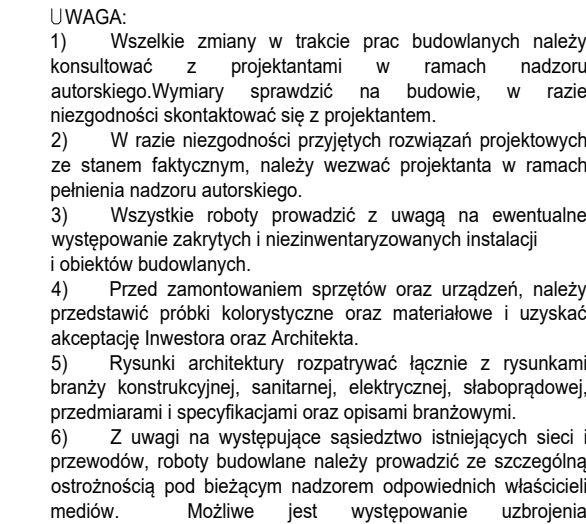 UWAGA:
1) Wszelkie zmiany w trakcie prac budowlanych należy
konsultować z projektantami w ramach nadzoru
autorskiego.Wymiary sprawdzić na budowie, w razie
niezgodności skontaktować się z projektantem.
2) W razie niezgodności przyjętych rozwiązań projektowych
ze stanem faktycznym, należy wezwać projektanta w ramach
pełnienia nadzoru autorskiego.
3) Wszystkie roboty prowadzić z uwagą na ewentualne
występowanie zakrytych i niezinwentaryzowanych instalacji
i obiektów budowlanych.
4) Przed zamontowaniem sprzętów oraz urządzeń, należy
przedstawić próbki kolorystyczne oraz materiałowe i uzyskać
akceptację Inwestora oraz Architekta.
5) Rysunki architektury rozpatrywać łącznie z rysunkami
branży konstrukcyjnej, sanitarnej, elektrycznej, słaboprądowej,
przedmiarami i specyfikacjami oraz opisami branżowymi.
6) Z uwagi na występujące sąsiedztwo istniejących sieci i
przewodów, roboty budowlane należy prowadzić ze szczególną
ostrożnością pod bieżącym nadzorem odpowiednich właścicieli
mediów. Możliwe jest występowanie uzbrojenia